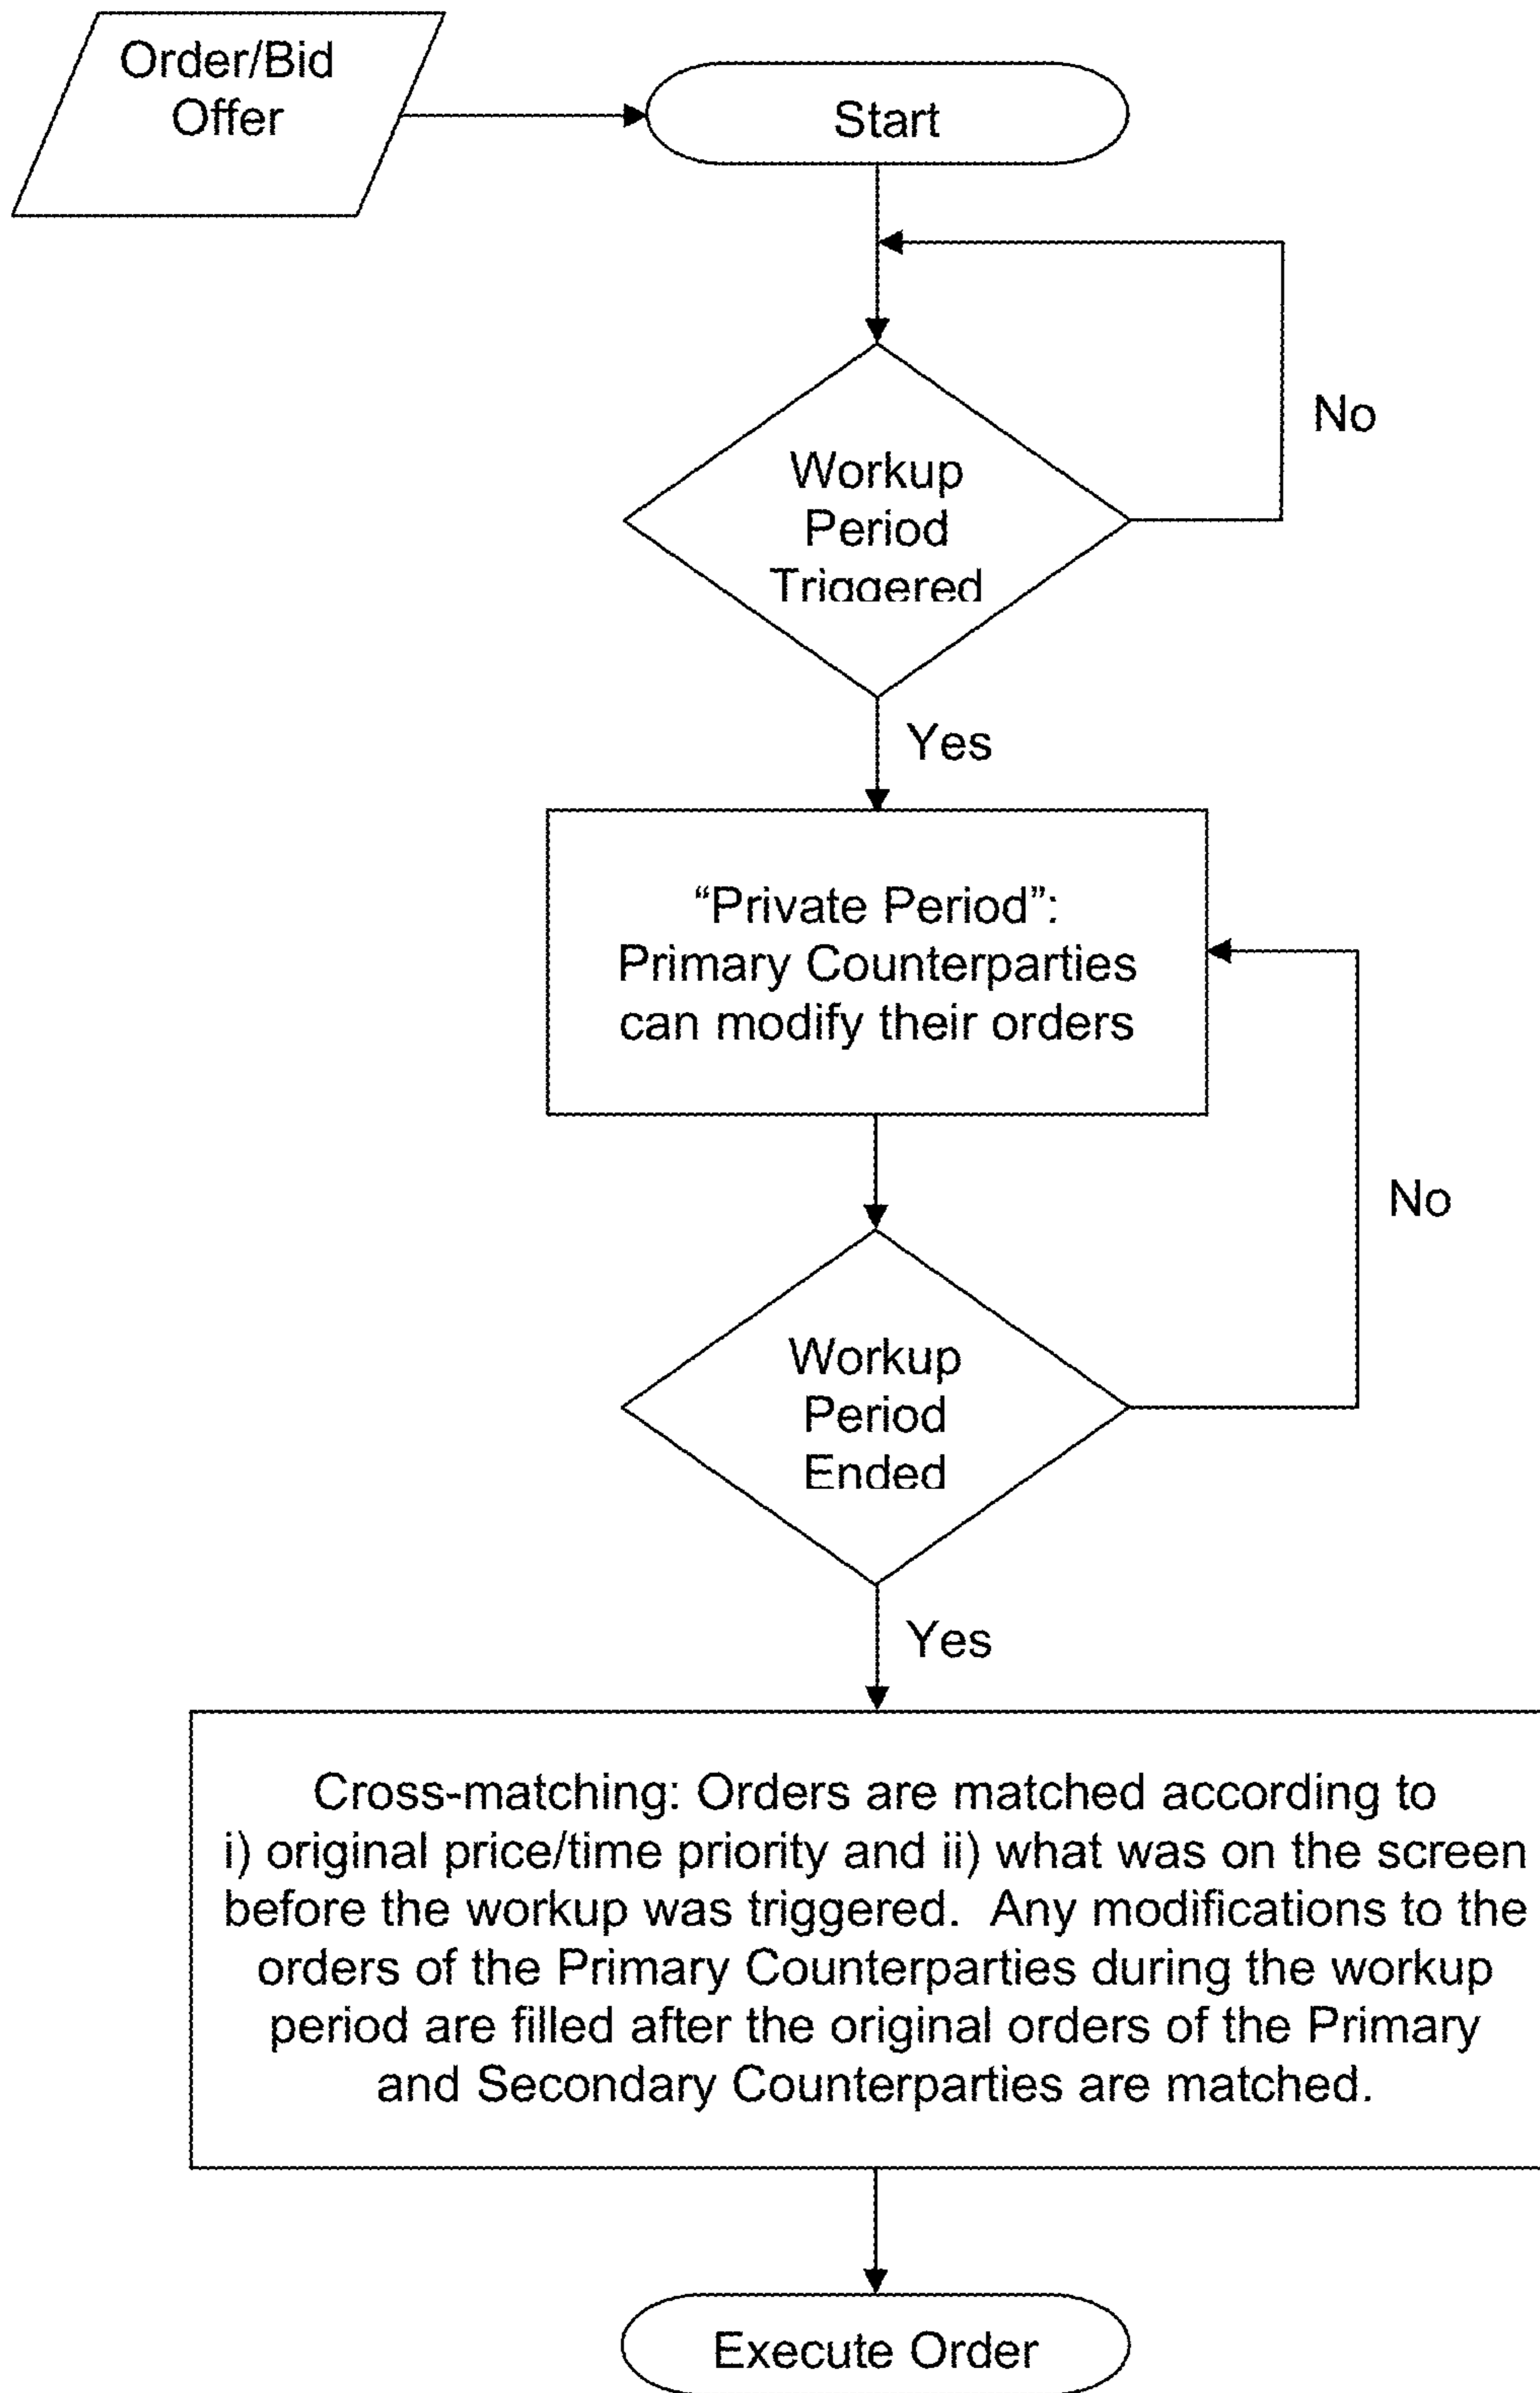 Order/Bid
Offer
Start
No
Workup
Period
Triggered
Yes
“Private Period”:
Primary Counterparties
can modify their orders
No
Workup
Period
Ended
Yes
Cross-matching: Orders are matched according to
i) original price/time priority and ii) what was on the screen
before the workup was triggered.  Any modifications to the
orders of the Primary Counterparties during the workup
period are filled after the original orders of the Primary
and Secondary Counterparties are matched.
Execute Order